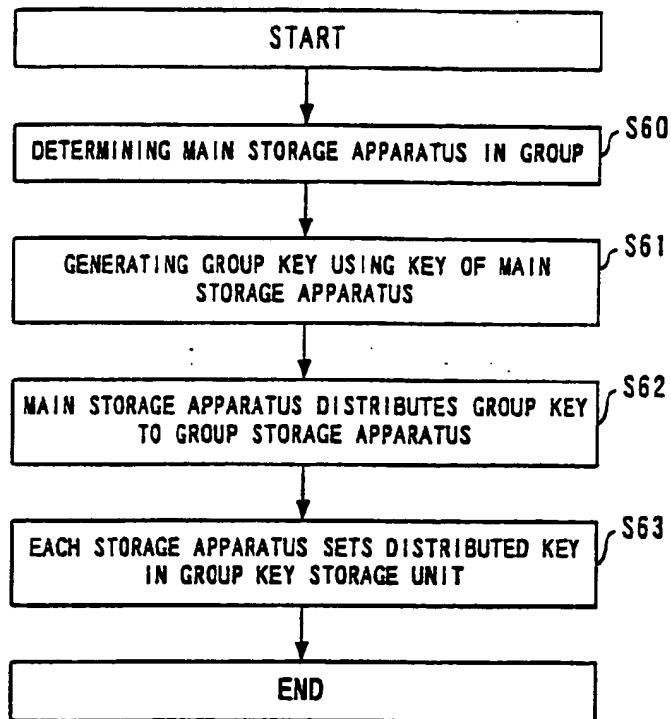 START
S60
DETERMINING MAIN STORAGE APPARATUS IN GROUP
S61
GENERATING GROUP KEY USING KEY OF MAIN
STORAGE APPARATUS
S62
MAIN STORAGE APPARATUS DISTRIBUTES GROUP KEY
TO GROUP STORAGE APPARATUS
S63
EACH STORAGE APPARATUS SETS DISTRIBUTED KEY
IN GROUP KEY STORAGE UNIT
END